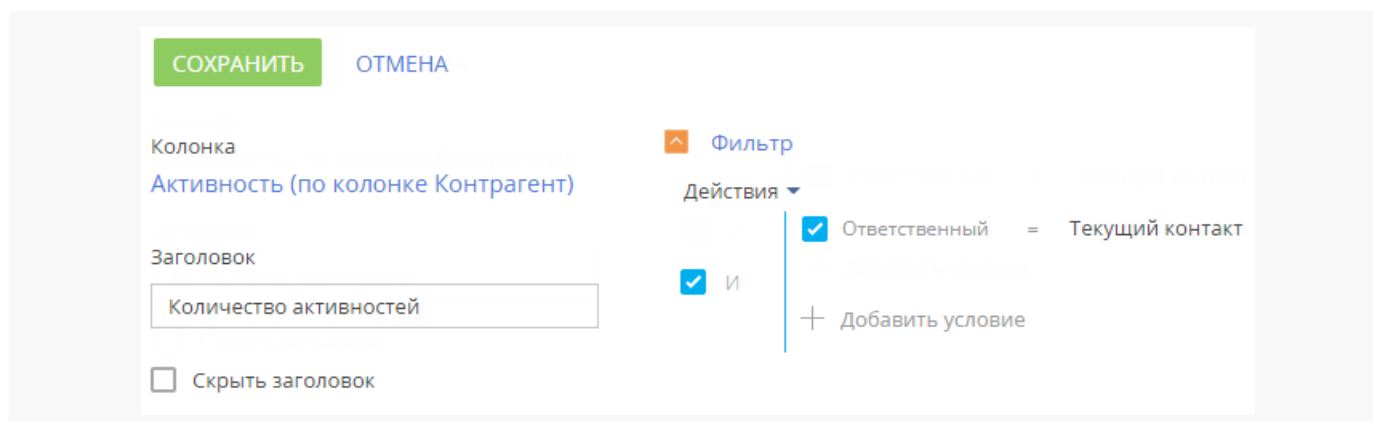 СОХРАНИТЬ ОТМЕНА
Колонка
Активность (по колонке Контрагент)
Заголовок
Количество активностей
Скрыть заголовок
Фильтр
Действия
Ответственный = Текущий контакт
И
Добавить условие